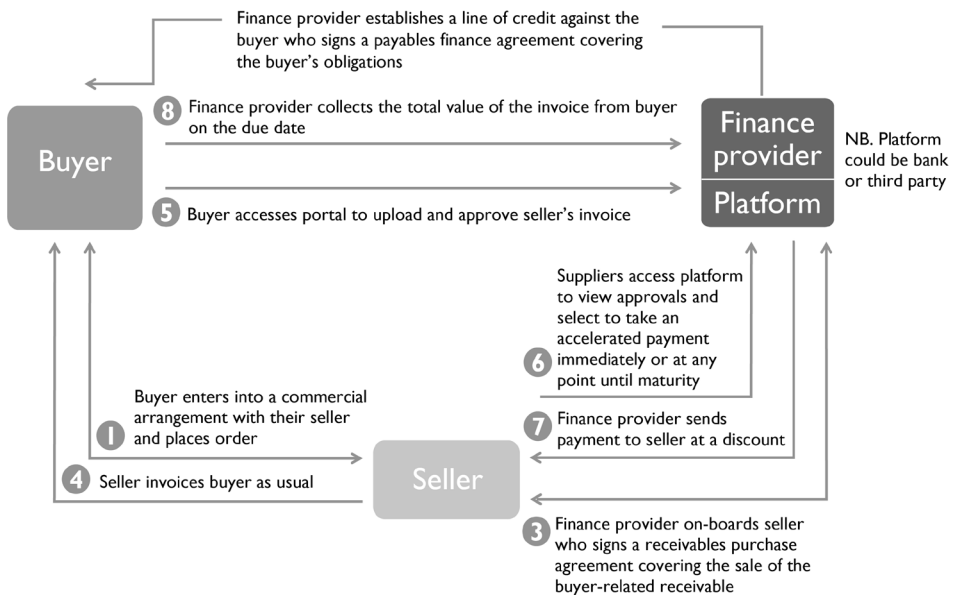 Finance provider establishes a line of credit against the
buyer who signs a payables finance agreement covering
the buyer's obligations
8
Finance provider collects the total value of the invoice from buyer
on the due date
Buyer
Finance
provider
Platform
NB. Platform
could be bank
or third party
5
Buyer accesses portal to upload and approve seller's invoice
Suppliers access platform
to view approvals and
select to take an
accelerated payment
immediately or at any
point until maturity
6
Buyer enters into a commercial
arrangement with their seller
and places order
1
7
Finance provider sends
payment to seller at a discount
4
Seller invoices buyer as usual
Seller
3
Finance provider on-boards seller
who signs a receivables purchase
agreement covering the sale of the
buyer-related receivable